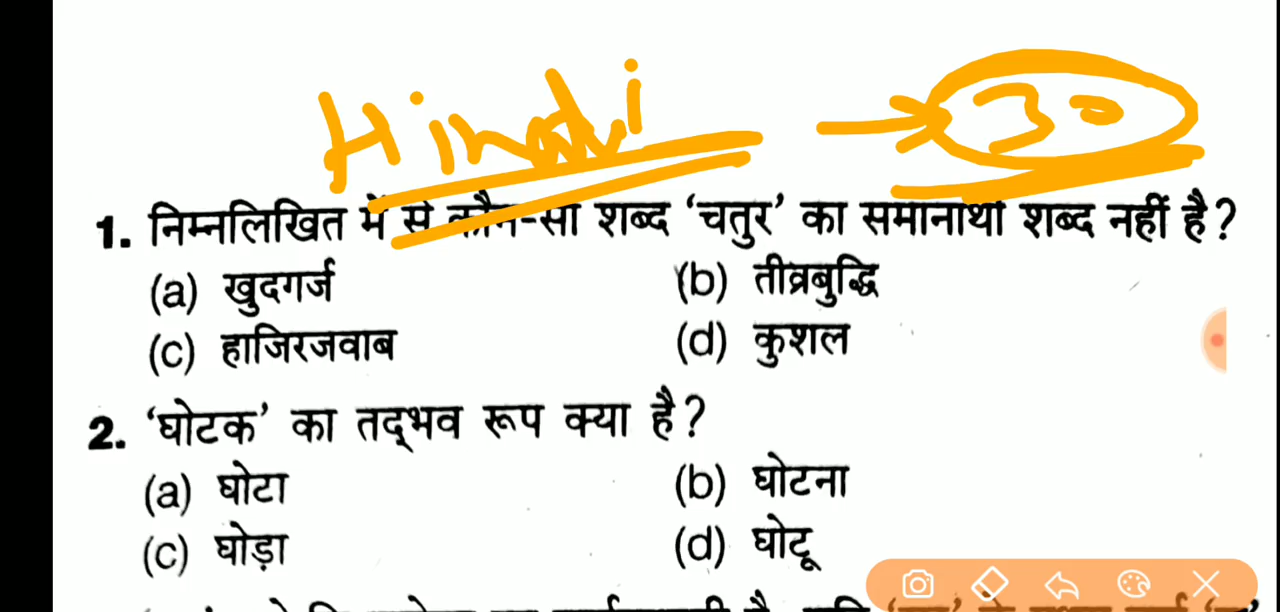 Hindi → 30
1. निम्नलिखित में से कौन-सा शब्द 'चतुर' का समानार्थी शब्द नहीं है?
(a) खुदगर्ज (b) तीव्रबुद्धि
(c) हाजिरजवाब (d) कुशल
2. 'घोटक' का तद्भव रूप क्या है?
(a) घोटा (b) घोटना
(c) घोड़ा (d) घोटू